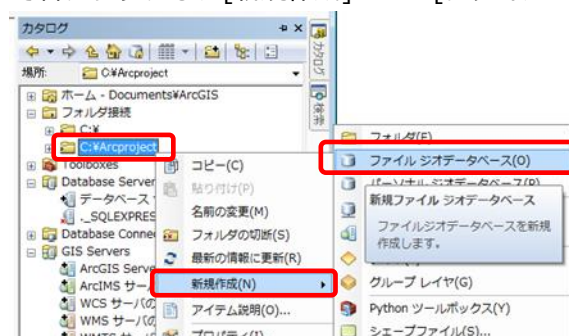 カタログ
場所: C:¥Arcproject
カタログ
検索
ホーム - Documents¥ArcGIS
フォルダ接続
C:¥
C:¥Arcproject
Toolboxes
Database Server
データベース
._SQLEXPRES
Database Connec
GIS Servers
ArcGIS Serve
ArcIMS サー
WCS サーバの
WMS サーバの
コピー(C)
貼り付け(P)
名前の変更(M)
フォルダの切断(S)
最新の情報に更新(R)
新規作成(N)
アイテム説明(O)...
プロパティ(I)
フォルダ(F)
ファイル ジオデータベース(O)
パーソナル ジオデータベース(P)
新規ファイル ジオデータベース
ファイルジオデータベースを新規
作成します。
グループ レイヤ(G)
Python ツールボックス(Y)
シェープファイル(S)...